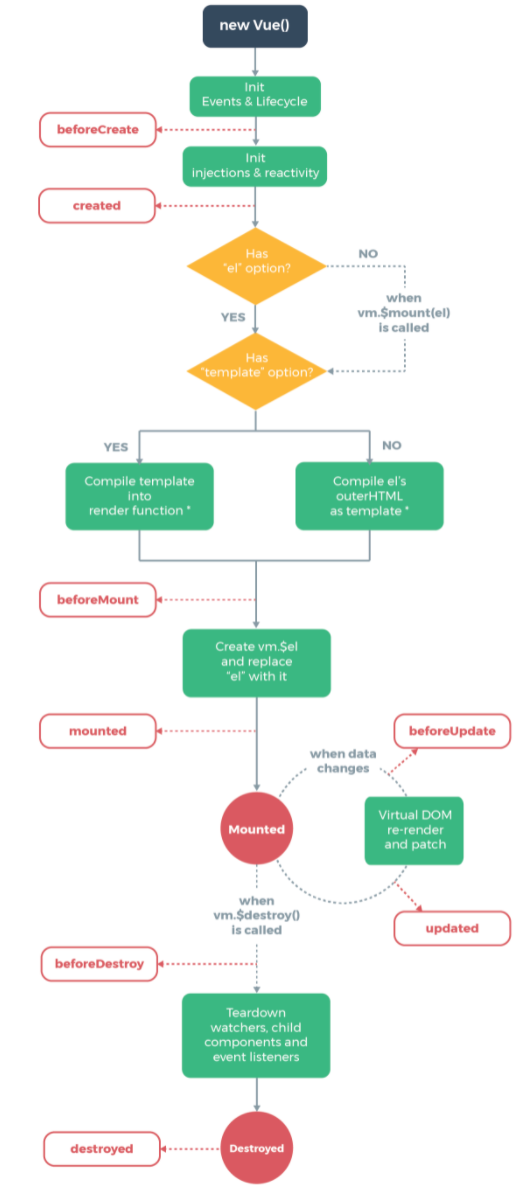 new Vue()
Init
Events & Lifecycle
beforeCreate
Init
injections & reactivity
created
Has
"el" option?
NO
when
vm.$mount(el)
is called
YES
Has
"template" option?
YES
NO
Compile template
into
render function *
Compile el's
outerHTML
as template *
beforeMount
Create vm.$el
and replace
"el" with it
mounted
beforeUpdate
when data
changes
Mounted
Virtual DOM
re-render
and patch
when
vm.$destroy()
is called
updated
beforeDestroy
Teardown
watchers, child
components and
event listeners
destroyed
Destroyed